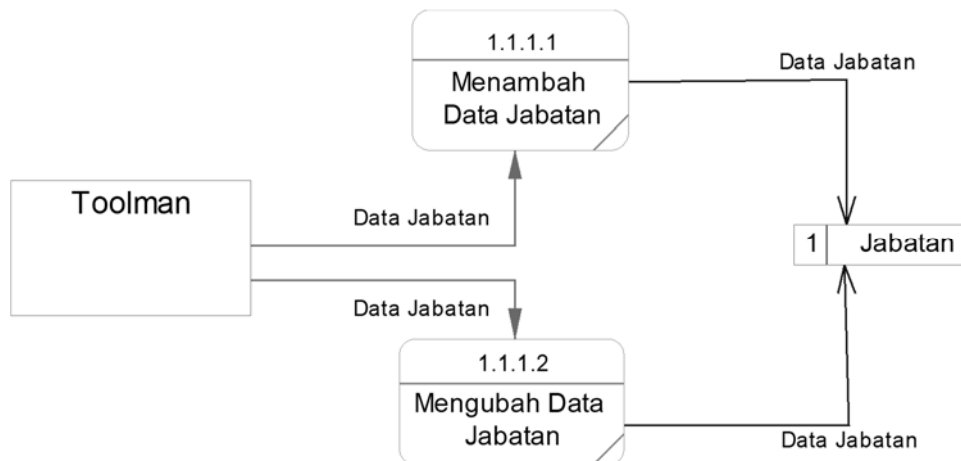 1.1.1.1
Menambah
Data Jabatan
Data Jabatan
Toolman
Data Jabatan
1 Jabatan
Data Jabatan
1.1.1.2
Mengubah Data
Jabatan
Data Jabatan